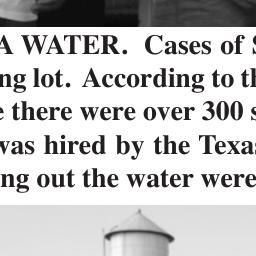 A WATER. Cases of S
ng lot. According to th
e there were over 300 s
was hired by the Texas
ng out the water were